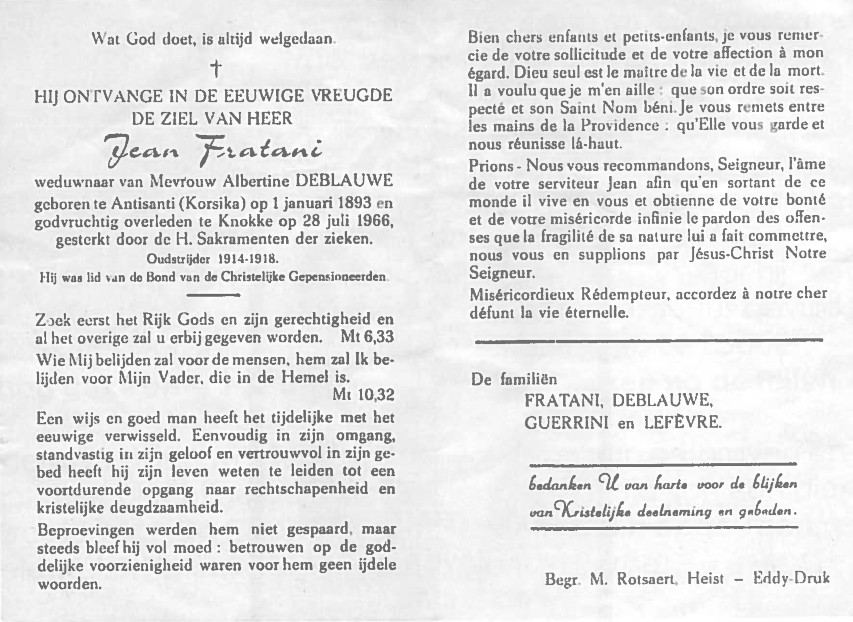 Wat God doet, is altijd welgedaan.
†
HIJ ONTVANGE IN DE EEUWIGE VREUGDE
DE ZIEL VAN HEER
Jean Fratani
weduwnaar van Mevrouw Albertine DEBLAUWE
geboren te Antisanti (Korsika) op 1 januari 1893 en
godvruchtig overleden te Knokke op 28 juli 1966,
gesterkt door de H. Sakramenten der zieken.
Oudstrijder 1914-1918.
Hij was lid van de Bond van de Christelijke Gepensioneerden.
Zoek eerst het Rijk Gods en zijn gerechtigheid en
al het overige zal u erbij gegeven worden. Mt 6,33
Wie Mij belijden zal voor de mensen, hem zal Ik be-
lijden voor Mijn Vader, die in de Hemel is.
Mt 10,32
Een wijs en goed man heeft het tijdelijke met het
eeuwige verwisseld. Eenvoudig in zijn omgang,
standvastig in zijn geloof en vertrouwvol in zijn ge-
bed heeft hij zijn leven weten te leiden tot een
voortdurende opgang naar rechtschapenheid en
kristelijke deugdzaamheid.
Beproevingen werden hem niet gespaard, maar
steeds bleef hij vol moed : betrouwen op de god-
delijke voorzienigheid waren voor hem geen ijdele
woorden.
Bien chers enfants et petits-enfants, je vous remer-
cie de votre sollicitude et de votre affection à mon
égard. Dieu seul est le maître de la vie et de la mort.
Il a voulu que je m'en aille : que son ordre soit res-
pecté et son Saint Nom béni. Je vous remets entre
les mains de la Providence : qu'Elle vous garde et
nous réunisse là-haut.
Prions - Nous vous recommandons, Seigneur, l'âme
de votre serviteur Jean afin qu'en sortant de ce
monde il vive en vous et obtienne de votre bonté
et de votre miséricorde infinie le pardon des offen-
ses que la fragilité de sa nature lui a fait commettre,
nous vous en supplions par Jésus-Christ Notre
Seigneur.
Miséricordieux Rédempteur, accordez à notre cher
défunt la vie éternelle.
De familiën
FRATANI, DEBLAUWE,
GUERRINI en LEFÈVRE.
bedanken U van harte voor de blijken
van Kristelijke deelneming en gebeden.
Begr. M. Rotsaert, Heist – Eddy-Druk